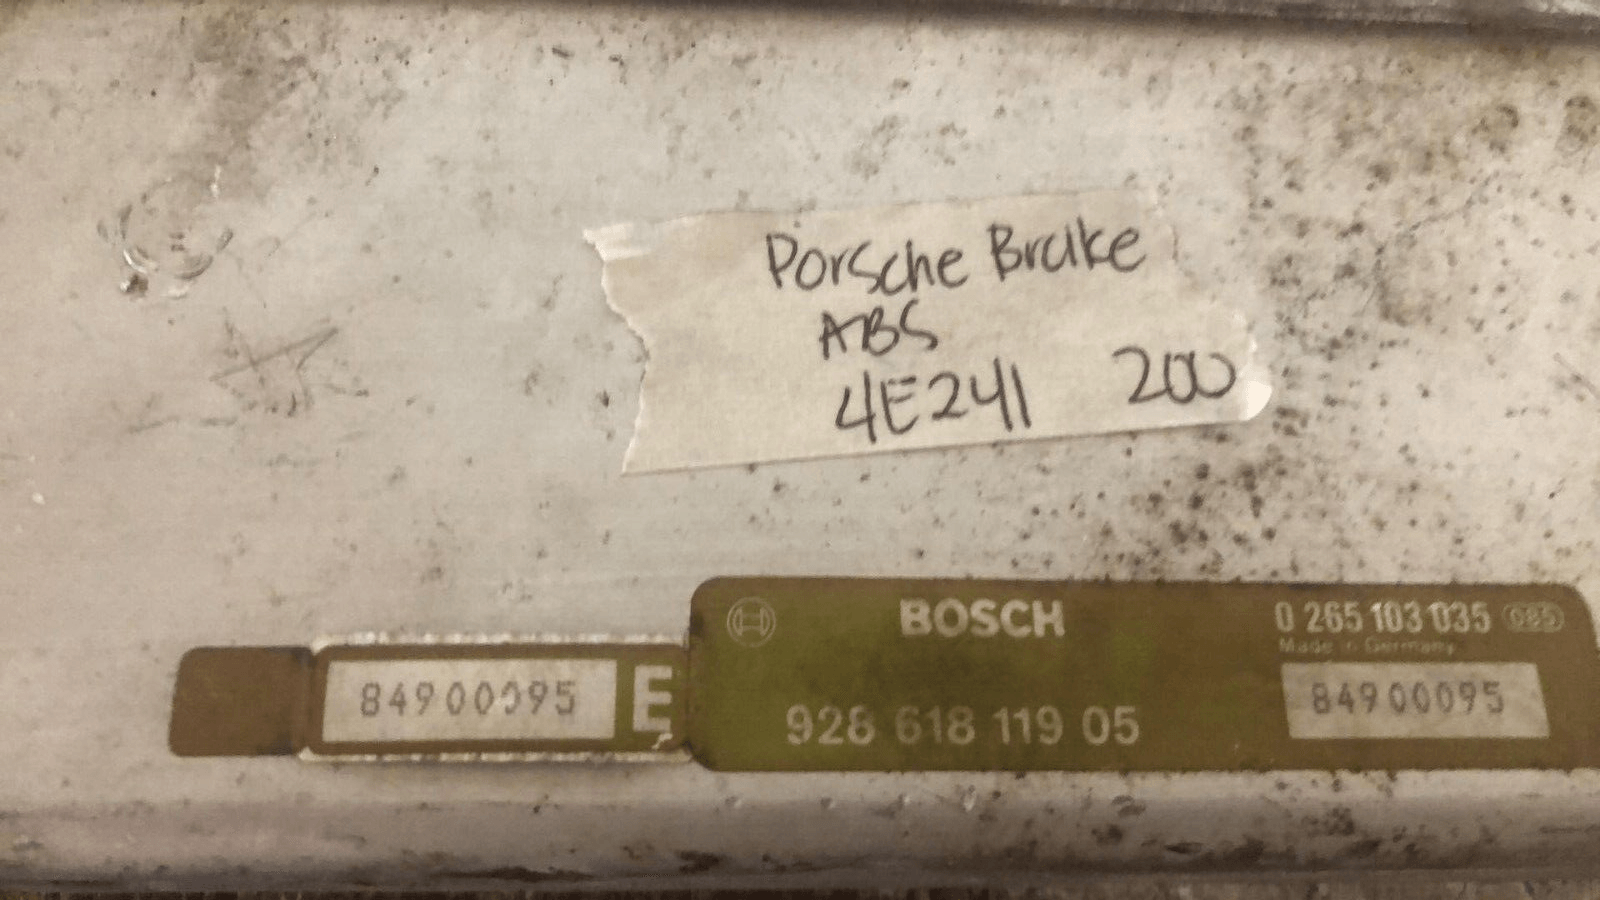 Porsche Brake
ABS
4E241 200
BOSCH
0 265 103 035 085
Made in Germany
84900095 E
928 618 119 05
84900095